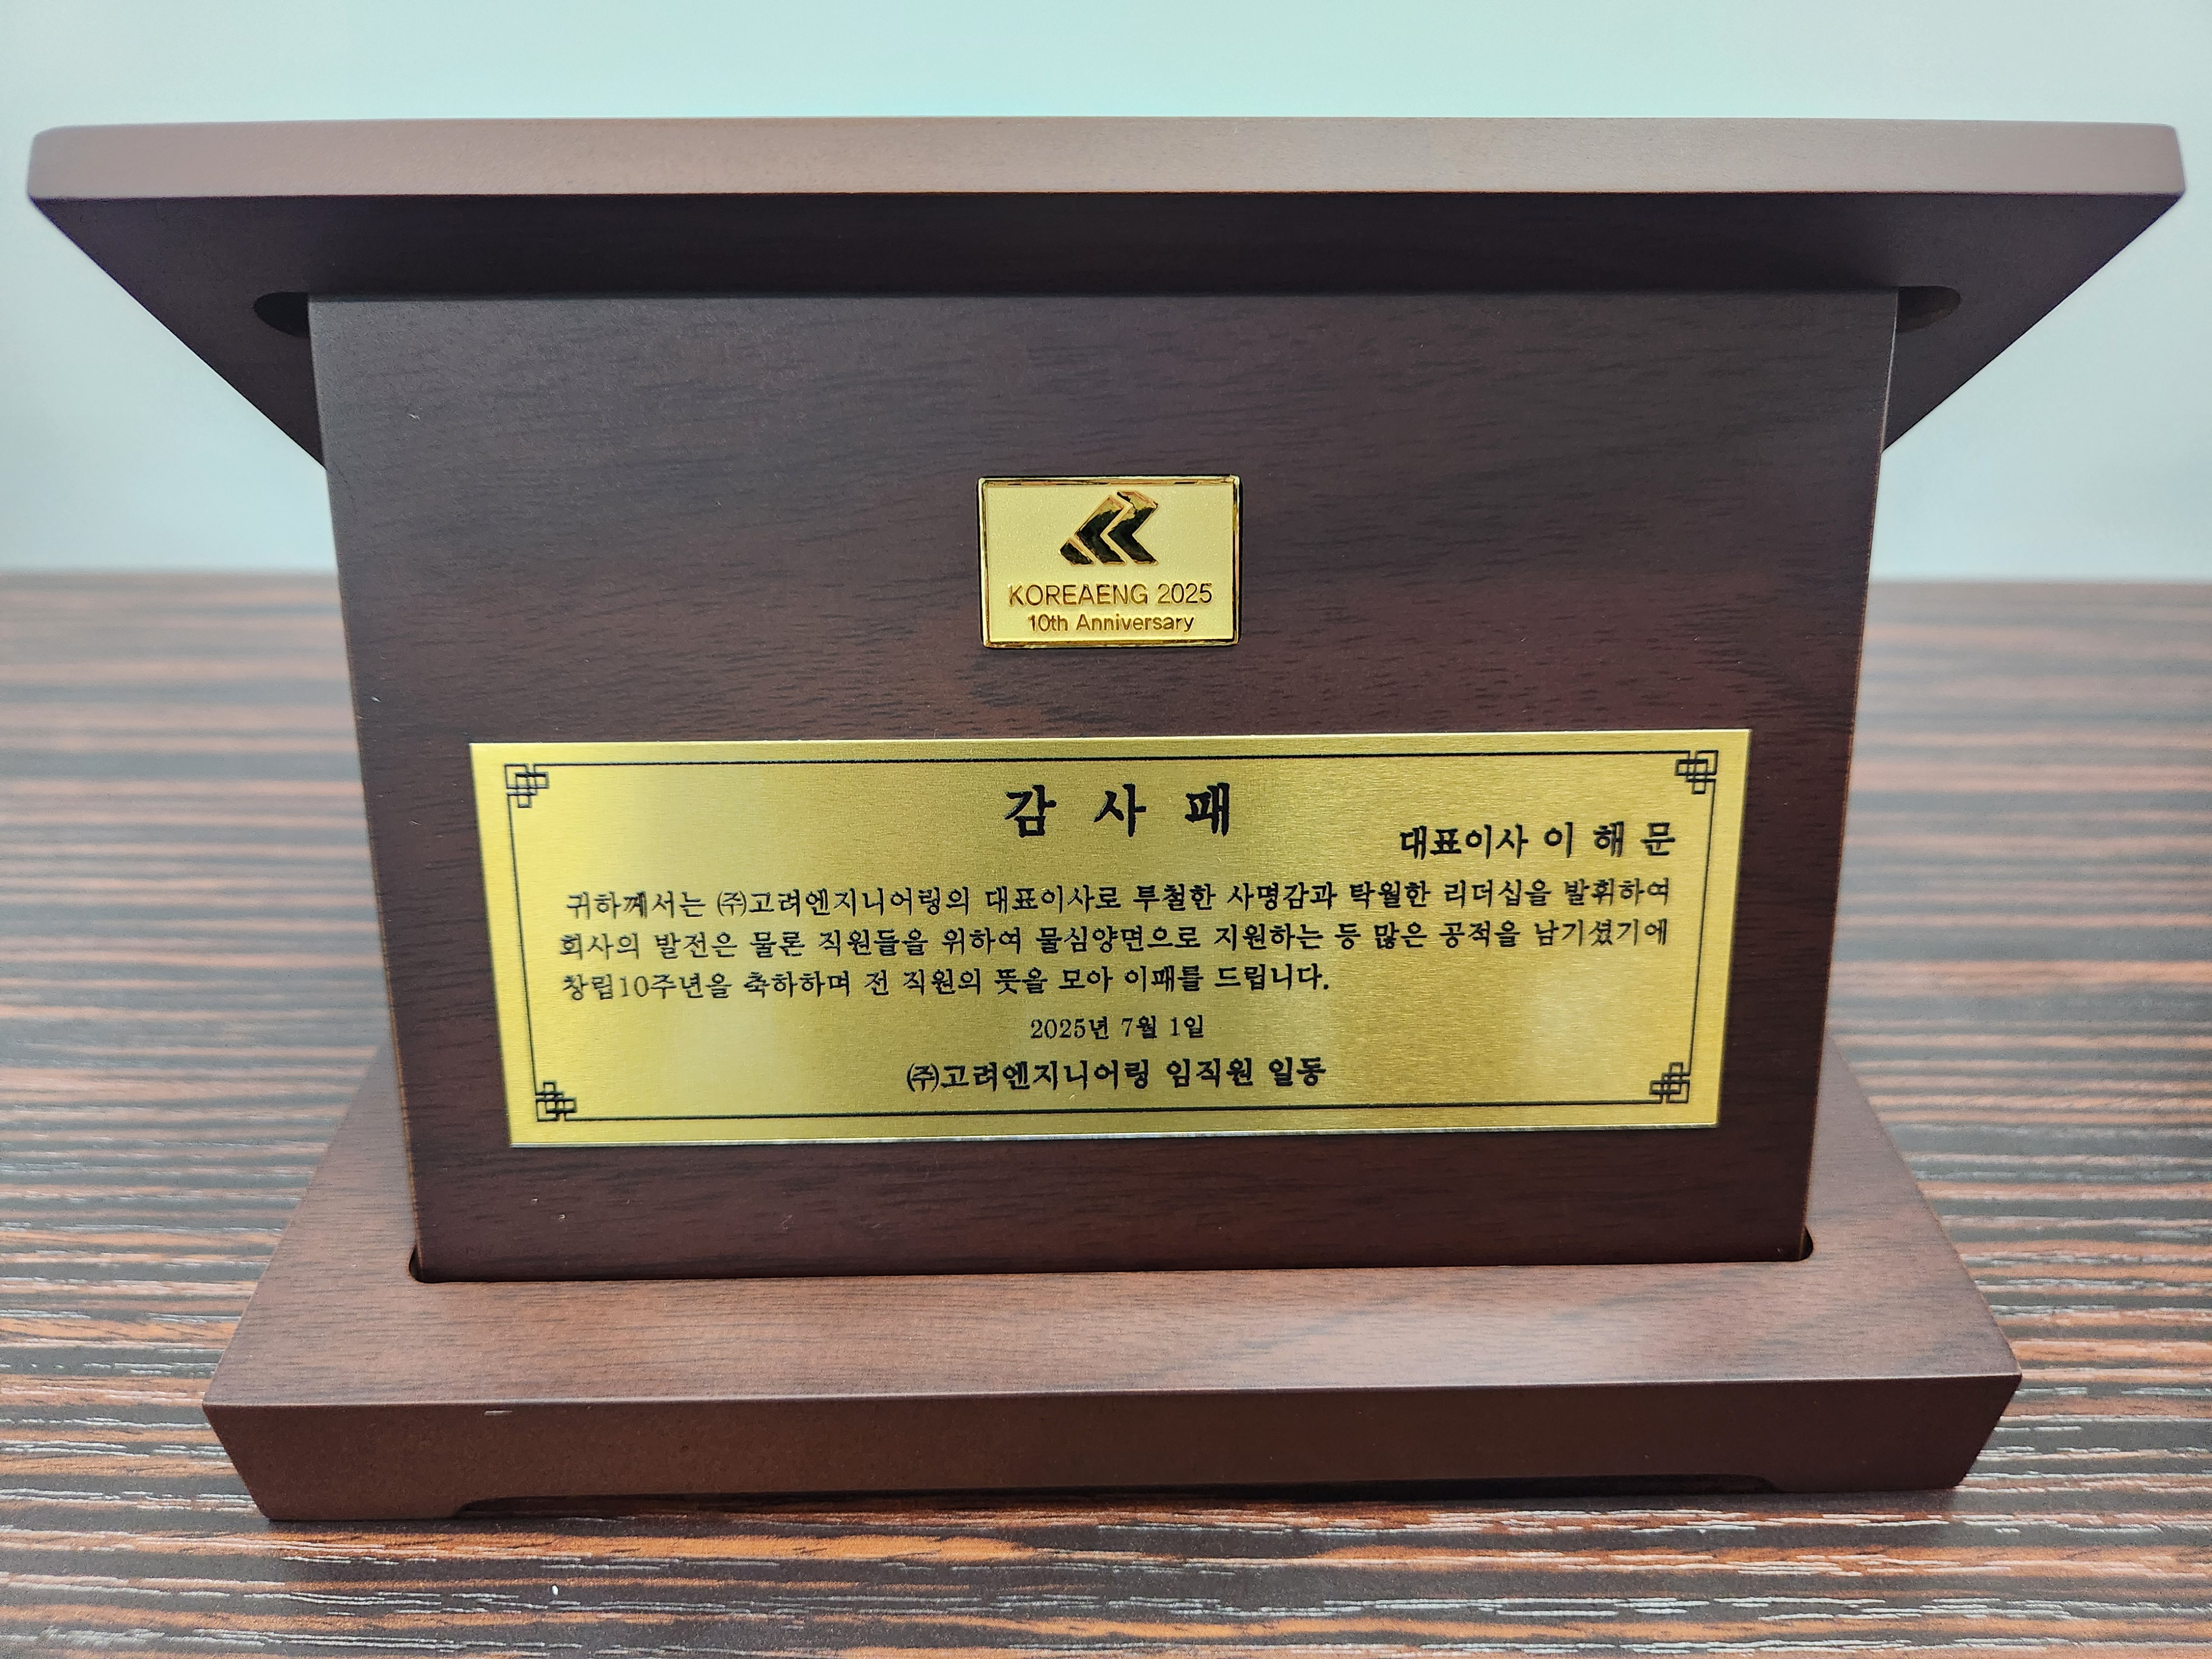 KOREAENG 2025
10th Anniversary
감 사 패
대표이사 이 해 문
귀하께서는 ㈜고려엔지니어링의 대표이사로 투철한 사명감과 탁월한 리더십을 발휘하여
회사의 발전은 물론 직원들을 위하여 물심양면으로 지원하는 등 많은 공적을 남기셨기에
창립10주년을 축하하며 전 직원의 뜻을 모아 이패를 드립니다.
2025년 7월 1일
㈜고려엔지니어링 임직원 일동